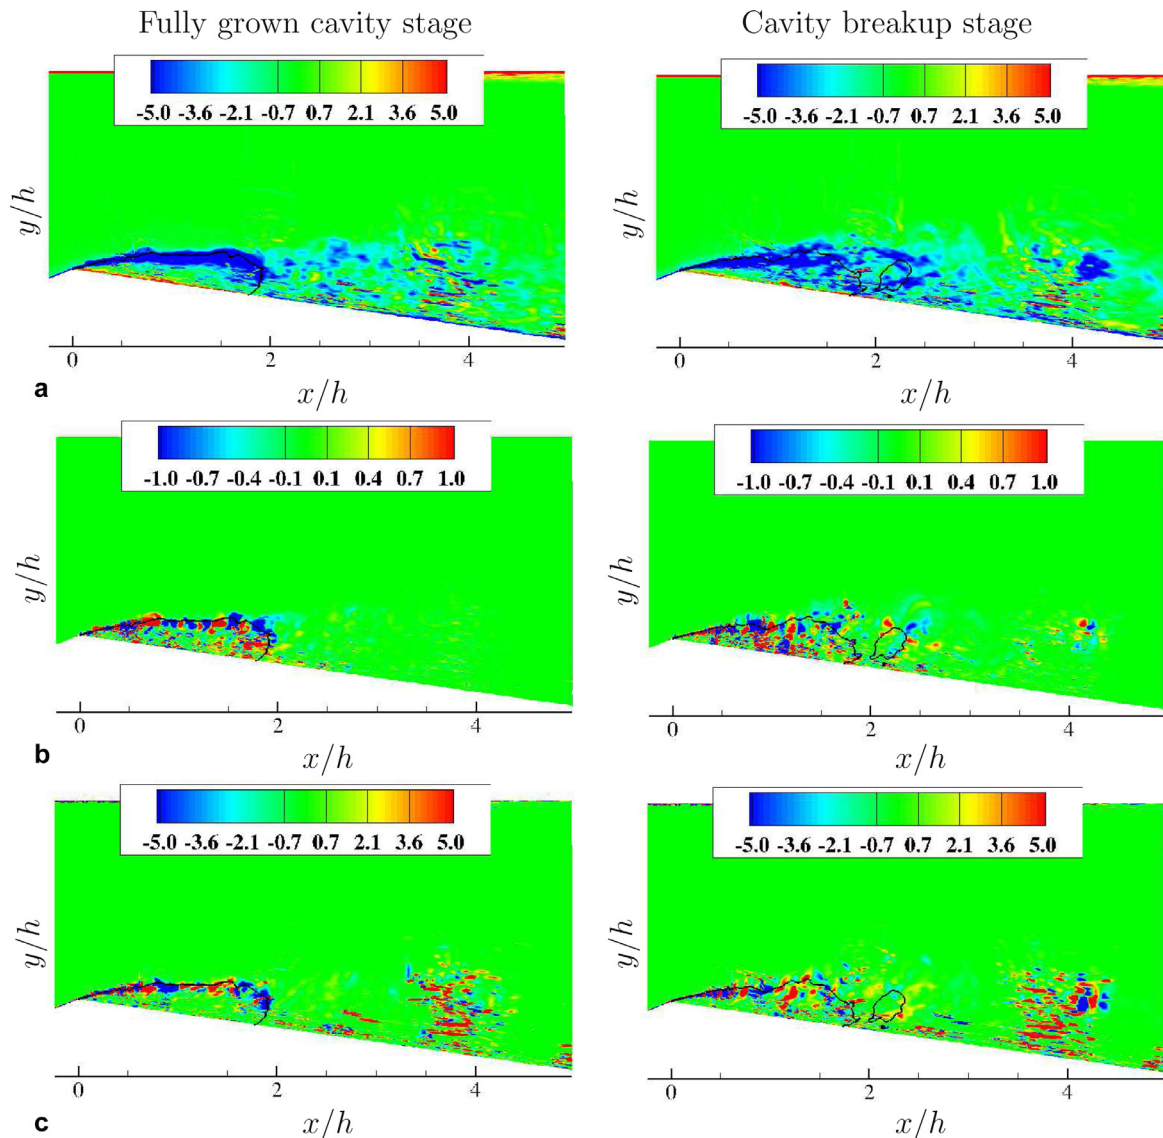 Fully grown cavity stage
Cavity breakup stage
-5.0 -3.6 -2.1 -0.7 0.7 2.1 3.6 5.0
-5.0 -3.6 -2.1 -0.7 0.7 2.1 3.6 5.0
y/h
y/h
0 2 4
0 2 4
a
x/h
x/h
-1.0 -0.7 -0.4 -0.1 0.1 0.4 0.7 1.0
-1.0 -0.7 -0.4 -0.1 0.1 0.4 0.7 1.0
y/h
y/h
0 2 4
0 2 4
b
x/h
x/h
-5.0 -3.6 -2.1 -0.7 0.7 2.1 3.6 5.0
-5.0 -3.6 -2.1 -0.7 0.7 2.1 3.6 5.0
y/h
y/h
0 2 4
0 2 4
c
x/h
x/h